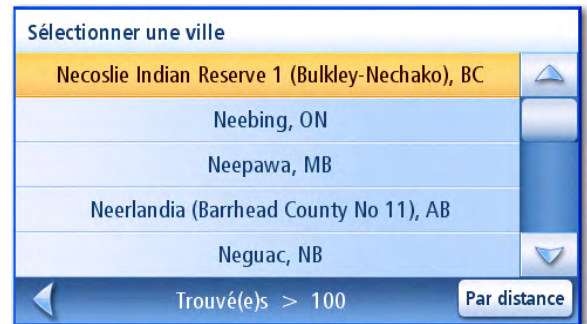 Sélectionner une ville
Necoslie Indian Reserve 1 (Bulkley-Nechako), BC
Neebing, ON
Neepawa, MB
Neerlandia (Barrhead County No 11), AB
Neguac, NB
Trouvé(e)s > 100
Par distance